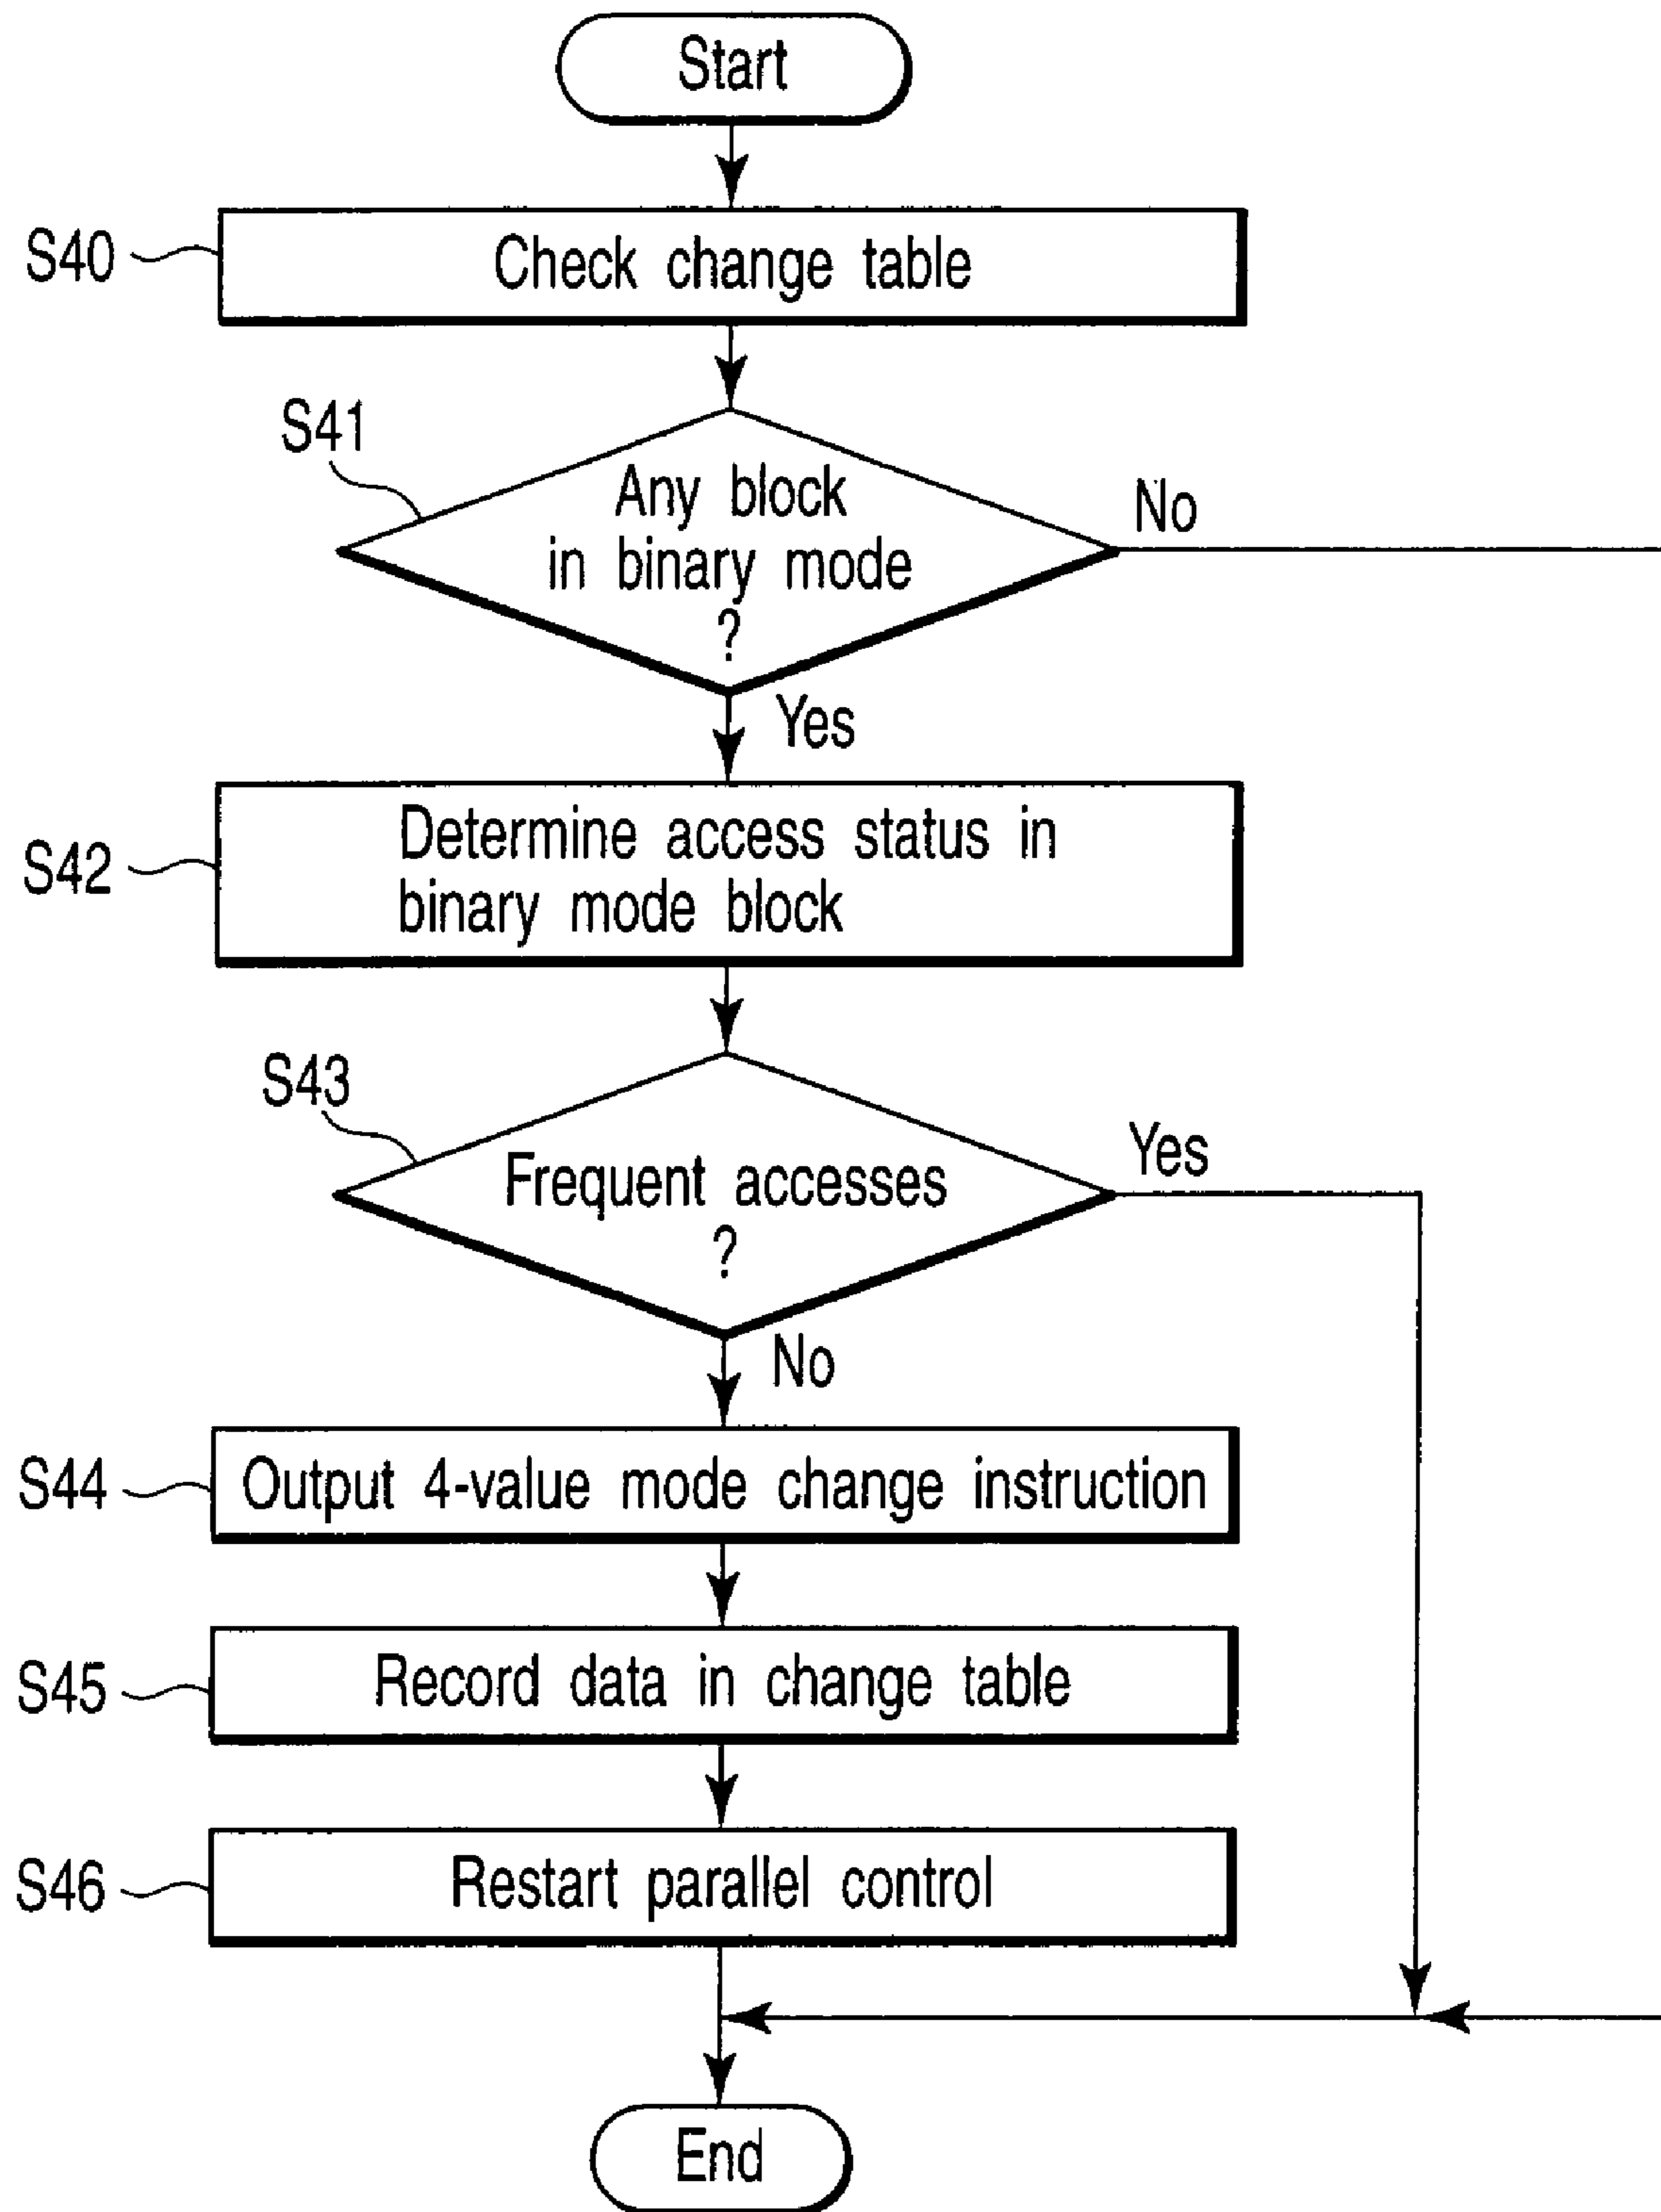 Start
S40
Check change table
S41
Any block
in binary mode
?
No
Yes
S42
Determine access status in
binary mode block
S43
Frequent accesses
?
Yes
No
S44
Output 4-value mode change instruction
S45
Record data in change table
S46
Restart parallel control
End